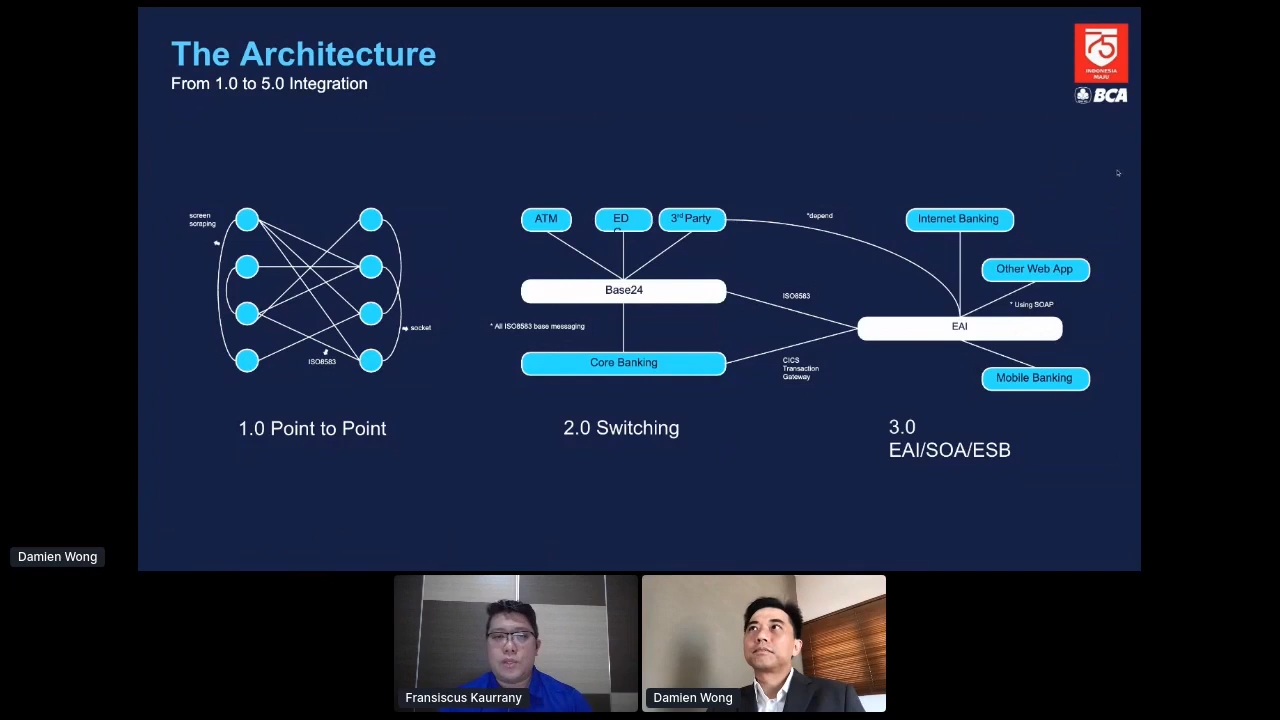 The Architecture
From 1.0 to 5.0 Integration
75
INDONESIA
MAJU
BCA
screen
scraping
socket
ISO8583
1.0 Point to Point
ATM
ED
3rd Party
*depend
Base24
ISO8583
* All ISO8583 base messaging
Core Banking
CICS
Transaction
Gateway
2.0 Switching
Internet Banking
Other Web App
* Using SOAP
EAI
Mobile Banking
3.0
EAI/SOA/ESB
Damien Wong
Fransiscus Kaurrany
Damien Wong